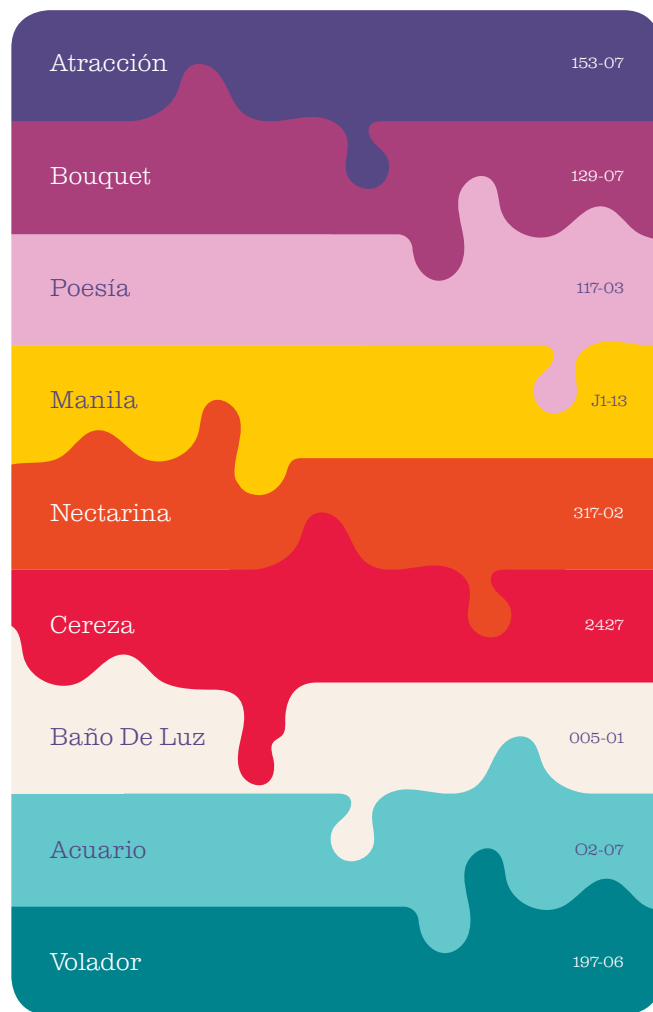 Atracción 153-07
Bouquet 129-07
Poesía 117-03
Manila J1-13
Nectarina 317-02
Cereza 2427
Baño De Luz 005-01
Acuario O2-07
Volador 197-06